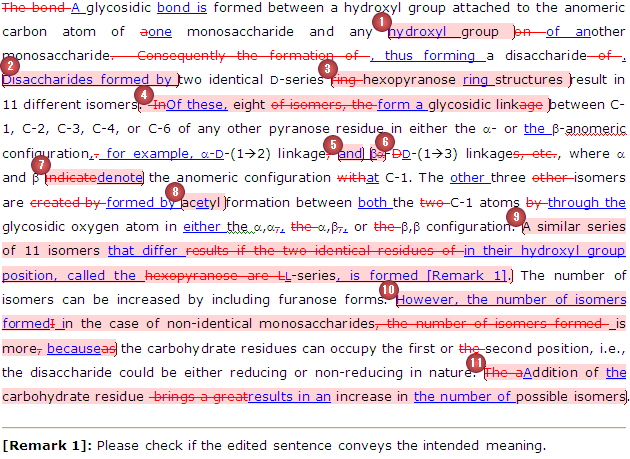 The bond A glycosidic bond is formed between a hydroxyl group attached to the anomeric
carbon atom of aone monosaccharide and any 1 hydroxyl group on of another
monosaccharide. Consequently the formation of , thus forming a disaccharide of .
2 Disaccharides formed by two identical D-series 3 ring hexopyranose ring structures result in
11 different isomers. 4 InOf these, eight of isomers, the form a glycosidic linkage between C-
1, C-2, C-3, C-4, or C-6 of any other pyranose residue in either the α- or the β-anomeric
configuration,. for example, α-D-(1→2) linkage, 5 and 6 βα-DD-(1→3) linkages, etc., where α
and β 7 indicatedenote the anomeric configuration withat C-1. The other three other isomers
are created by formed by 8 acetyl formation between both the two C-1 atoms by through the
glycosidic oxygen atom in either the α,α,, the α,β,, or the β,β configuration. 9 A similar series
of 11 isomers that differ results if the two identical residues of in their hydroxyl group
position, called the hexopyranose are LL-series, is formed [Remark 1]. The number of
isomers can be increased by including furanose forms. 10 However, the number of isomers
formedI in the case of non-identical monosaccharides, the number of isomers formed is
more, becauseas the carbohydrate residues can occupy the first or the second position, i.e.,
the disaccharide could be either reducing or non-reducing in nature. 11 The aAddition of the
carbohydrate residue brings a greatresults in an increase in the number of possible isomers.
[Remark 1]: Please check if the edited sentence conveys the intended meaning.